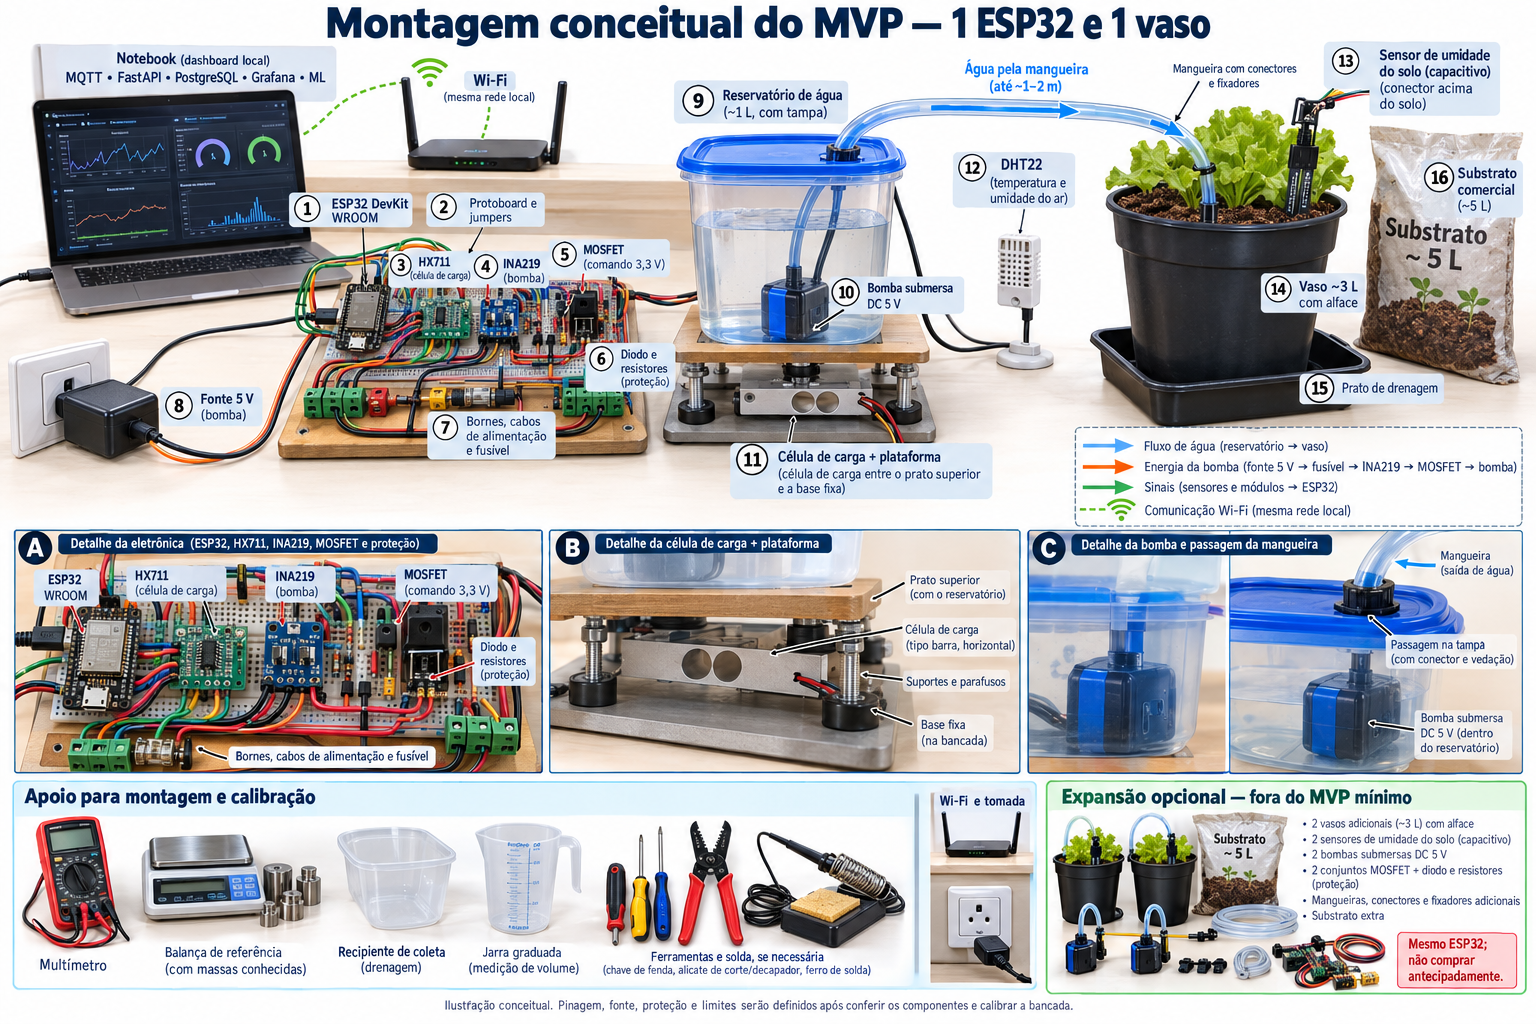 Montagem conceitual do MVP — 1 ESP32 e 1 vaso
Notebook (dashboard local)
MQTT • FastAPI • PostgreSQL • Grafana • ML
Wi-Fi
(mesma rede local)
9 Reservatório de água
(~1 L, com tampa)
Água pela mangueira
(até ~1–2 m)
Mangueira com conectores
e fixadores
13 Sensor de umidade
do solo (capacitivo)
(conector acima
do solo)
12 DHT22
(temperatura e
umidade do ar)
16 Substrato
comercial
(~5 L)
Substrato
~ 5 L
1 ESP32 DevKit
WROOM
2 Protoboard e
jumpers
3 HX711
(célula de carga)
4 INA219
(bomba)
5 MOSFET
(comando 3,3 V)
10 Bomba submersa
DC 5 V
14 Vaso ~3 L
com alface
6 Diodo e
resistores
(proteção)
15 Prato de drenagem
8 Fonte 5 V
(bomba)
7 Bornes, cabos
de alimentação
e fusível
11 Célula de carga + plataforma
(célula de carga entre o prato superior
e a base fixa)
Fluxo de água (reservatório → vaso)
Energia da bomba (fonte 5 V → fusível → INA219 → MOSFET → bomba)
Sinais (sensores e módulos → ESP32)
Comunicação Wi-Fi (mesma rede local)
A Detalhe da eletrônica (ESP32, HX711, INA219, MOSFET e proteção)
ESP32
WROOM
HX711
(célula de carga)
INA219
(bomba)
MOSFET
(comando 3,3 V)
Diodo e
resistores
(proteção)
Bornes, cabos de alimentação e fusível
B Detalhe da célula de carga + plataforma
Prato superior
(com o reservatório)
Célula de carga
(tipo barra, horizontal)
Suportes e parafusos
Base fixa
(na bancada)
C Detalhe da bomba e passagem da mangueira
Mangueira
(saída de água)
Passagem na tampa
(com conector e vedação)
Bomba submersa
DC 5 V (dentro
do reservatório)
Apoio para montagem e calibração
Multímetro
Balança de referência
(com massas conhecidas)
Recipiente de coleta
(drenagem)
Jarra graduada
(medição de volume)
Ferramentas e solda, se necessária
(chave de fenda, alicate de corte/decapador, ferro de solda)
Wi-Fi e tomada
Expansão opcional — fora do MVP mínimo
Substrato
~ 5 L
• 2 vasos adicionais (~3 L) com alface
• 2 sensores de umidade do solo (capacitivo)
• 2 bombas submersas DC 5 V
• 2 conjuntos MOSFET + diodo e resistores
(proteção)
• Mangueiras, conectores e fixadores adicionais
• Substrato extra
Mesmo ESP32;
não comprar
antecipadamente.
Ilustração conceitual. Pinagem, fonte, proteção e limites serão definidos após conferir os componentes e calibrar a bancada.